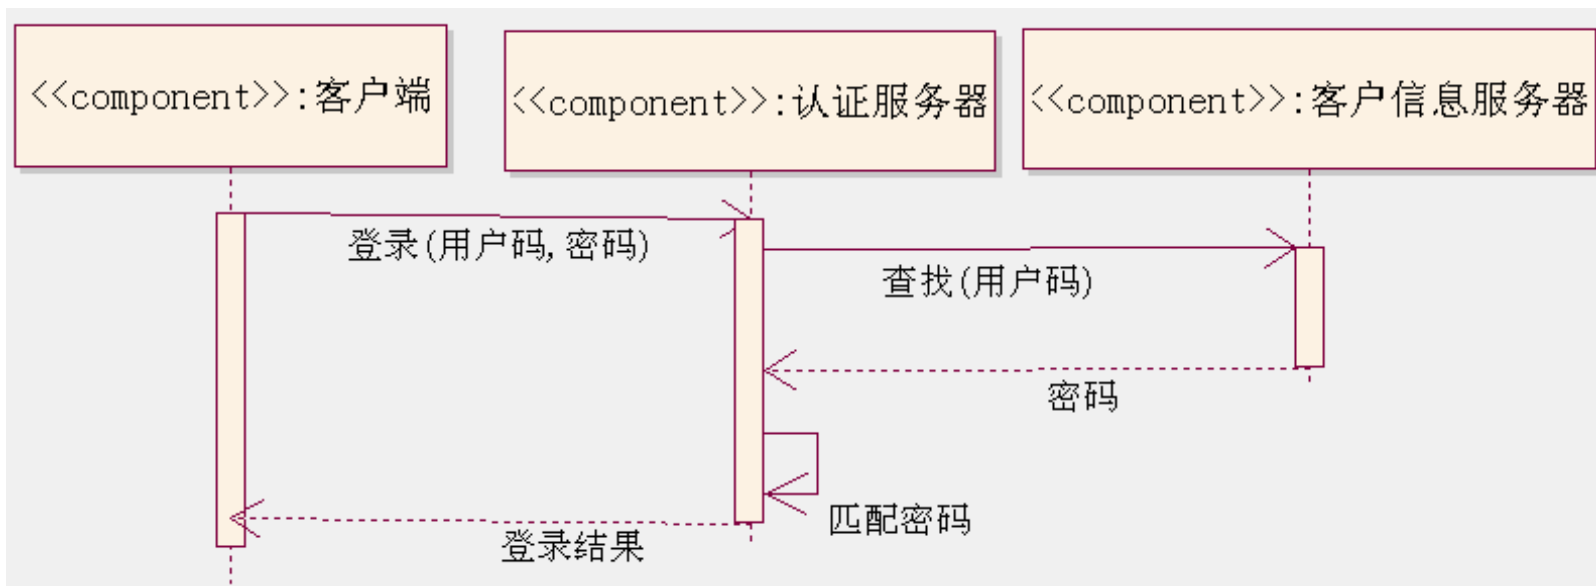 <<component>>:客户端
<<component>>:认证服务器
<<component>>:客户信息服务器
登录(用户码,密码)
查找(用户码)
密码
匹配密码
登录结果